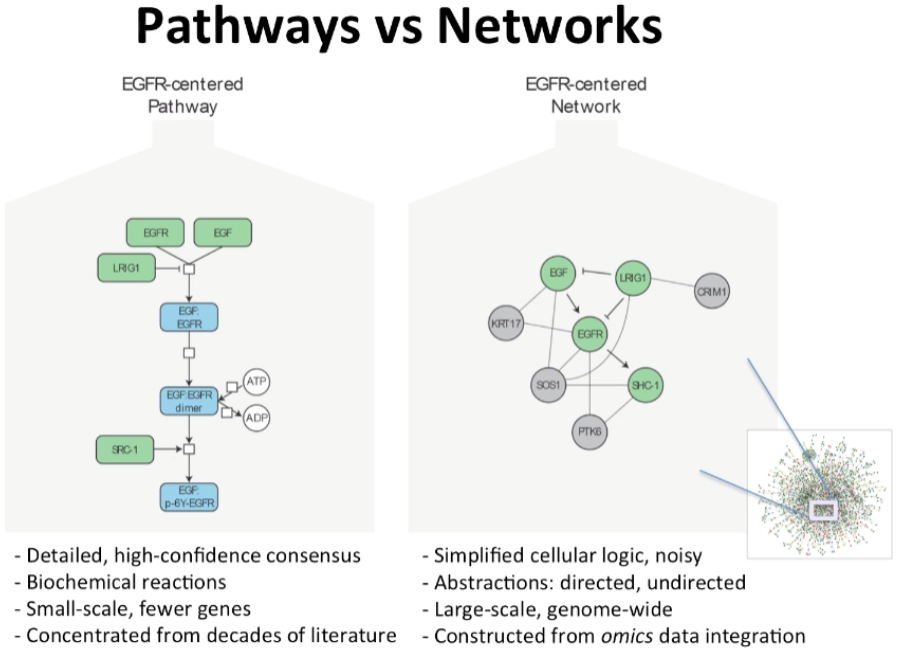 Pathways vs Networks
EGFR-centered
Pathway
EGFR
EGF
LRIG1
EGF:
EGFR
EGF:EGFR
dimer
ATP
ADP
SRC-1
EGF:
p-6Y-EGFR
- Detailed, high-confidence consensus
- Biochemical reactions
- Small-scale, fewer genes
- Concentrated from decades of literature
EGFR-centered
Network
EGF
LRIG1
CRIM1
KRT17
EGFR
SOS1
SHC-1
PTK6
- Simplified cellular logic, noisy
- Abstractions: directed, undirected
- Large-scale, genome-wide
- Constructed from omics data integration